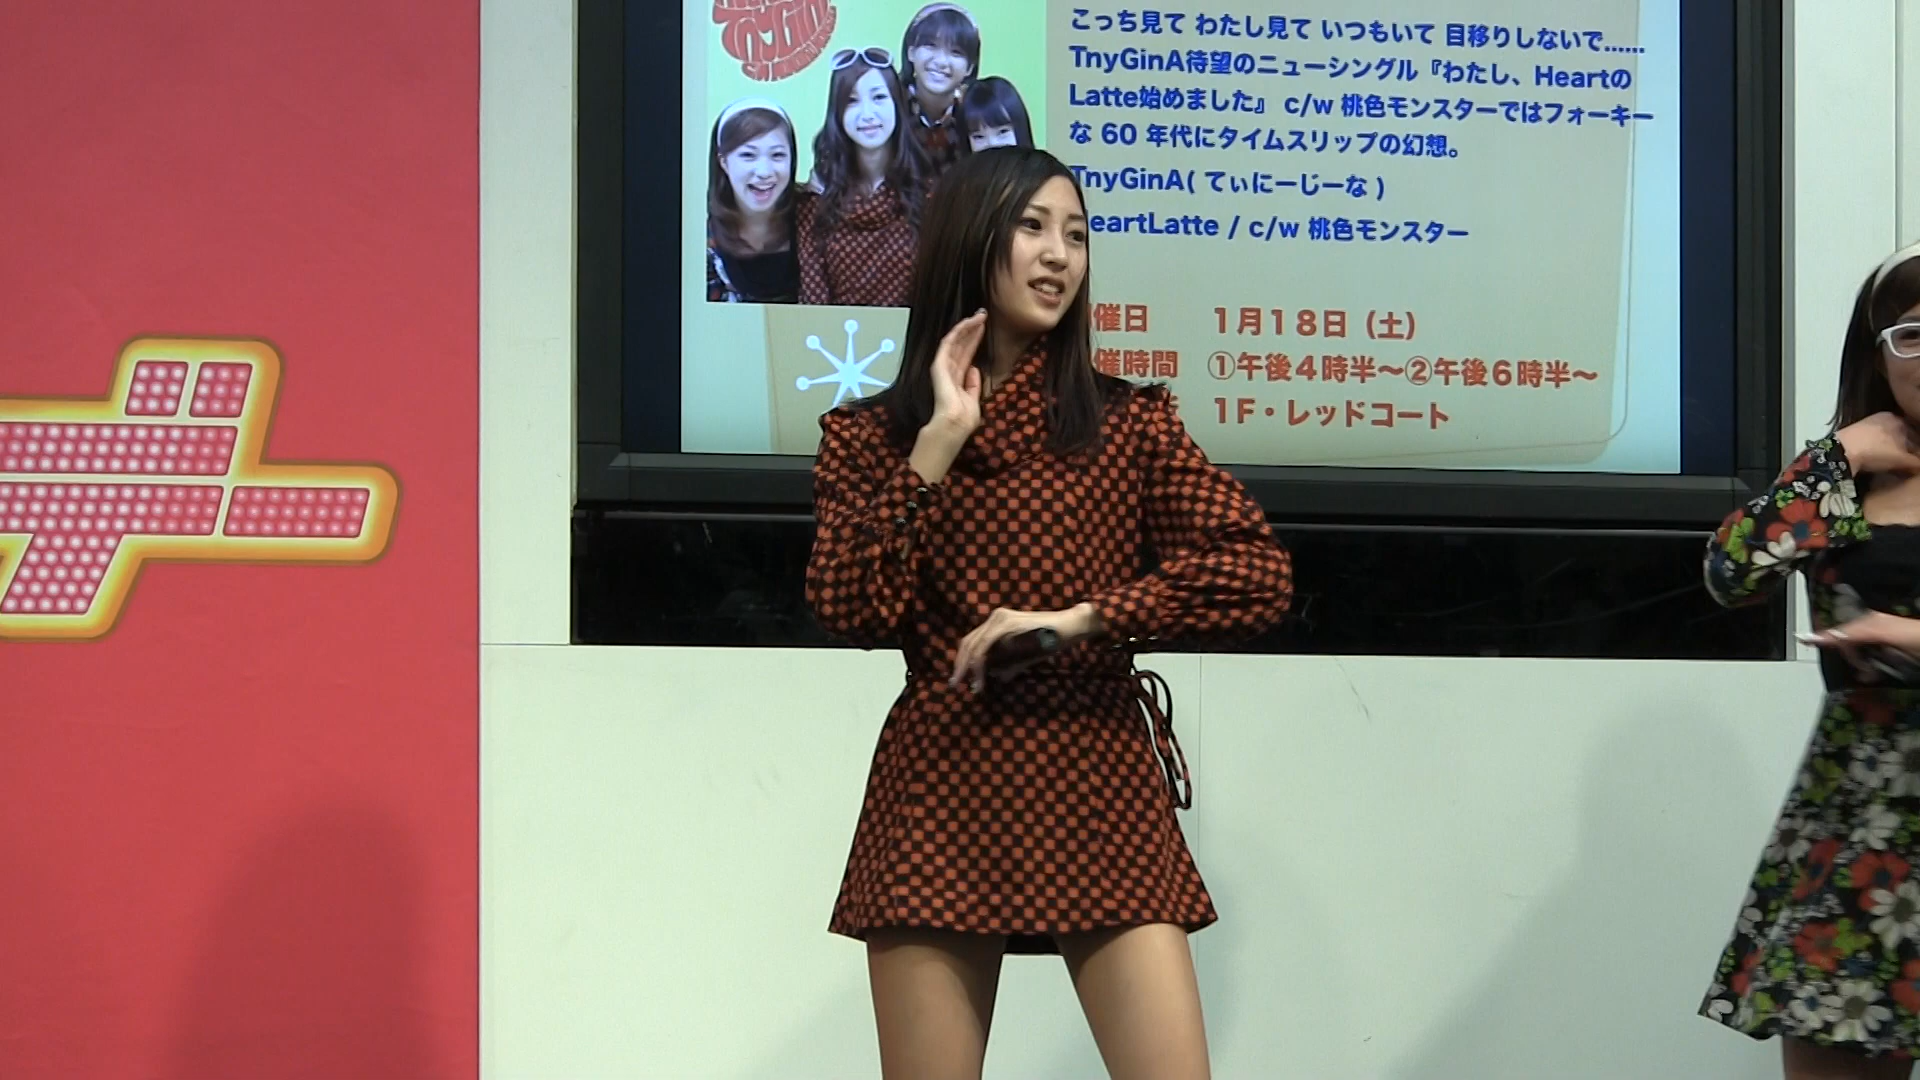 TnyGinA
こっち見て わたし見て いつもいて 目移りしないで……
TnyGinA待望のニューシングル『わたし、Heartの
Latte始めました』 c/w 桃色モンスターではフォーキー
な 60 年代にタイムスリップの幻想。
TnyGinA( てぃにーじーな )
eartLatte / c/w 桃色モンスター
催日 1月18日（土）
催時間 ①午後4時半～②午後6時半～
1F・レッドコート